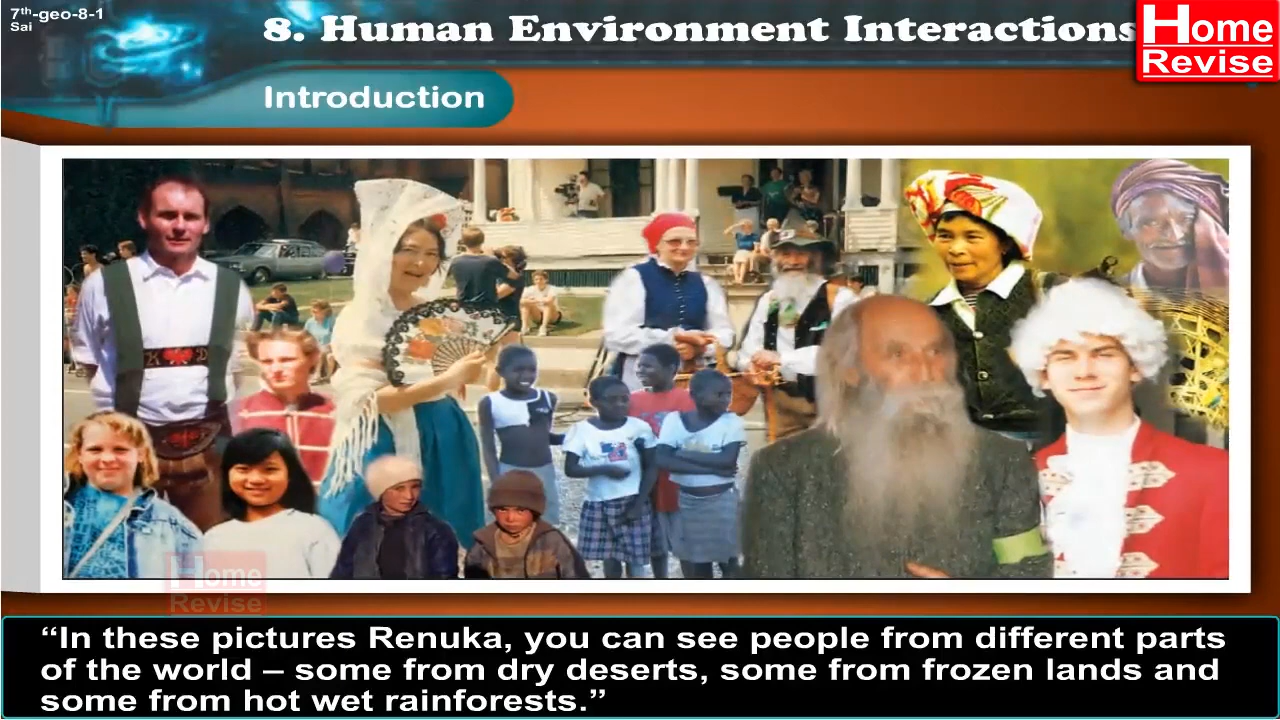 7th-geo-8-1
Sai
8. Human Environment Interactions
Home
Revise
Introduction
K D
Home
Revise
“In these pictures Renuka, you can see people from different parts
of the world – some from dry deserts, some from frozen lands and
some from hot wet rainforests.”